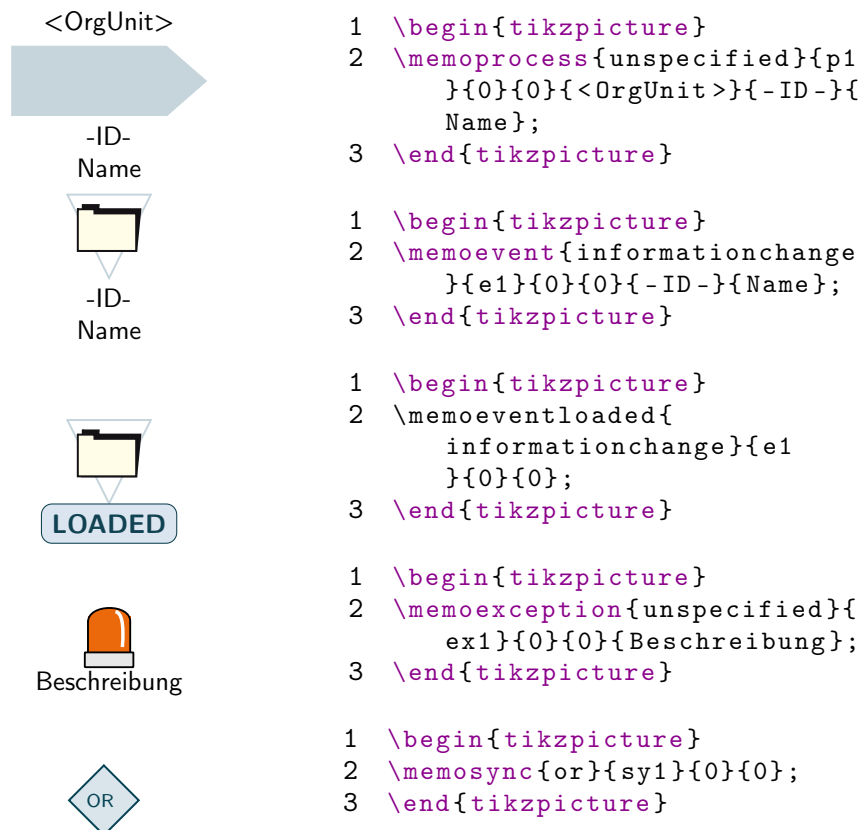 <OrgUnit>
-ID-
Name
1 \begin{tikzpicture}
2 \memoprocess{unspecified}{p1
}{0}{0}{<OrgUnit>}{-ID-}{
Name};
3 \end{tikzpicture}
-ID-
Name
1 \begin{tikzpicture}
2 \memoevent{informationchange
}{e1}{0}{0}{-ID-}{Name};
3 \end{tikzpicture}
LOADED
1 \begin{tikzpicture}
2 \memoeventloaded{
informationchange}{e1
}{0}{0};
3 \end{tikzpicture}
Beschreibung
1 \begin{tikzpicture}
2 \memoexception{unspecified}{
ex1}{0}{0}{Beschreibung};
3 \end{tikzpicture}
OR
1 \begin{tikzpicture}
2 \memosync{or}{sy1}{0}{0};
3 \end{tikzpicture}